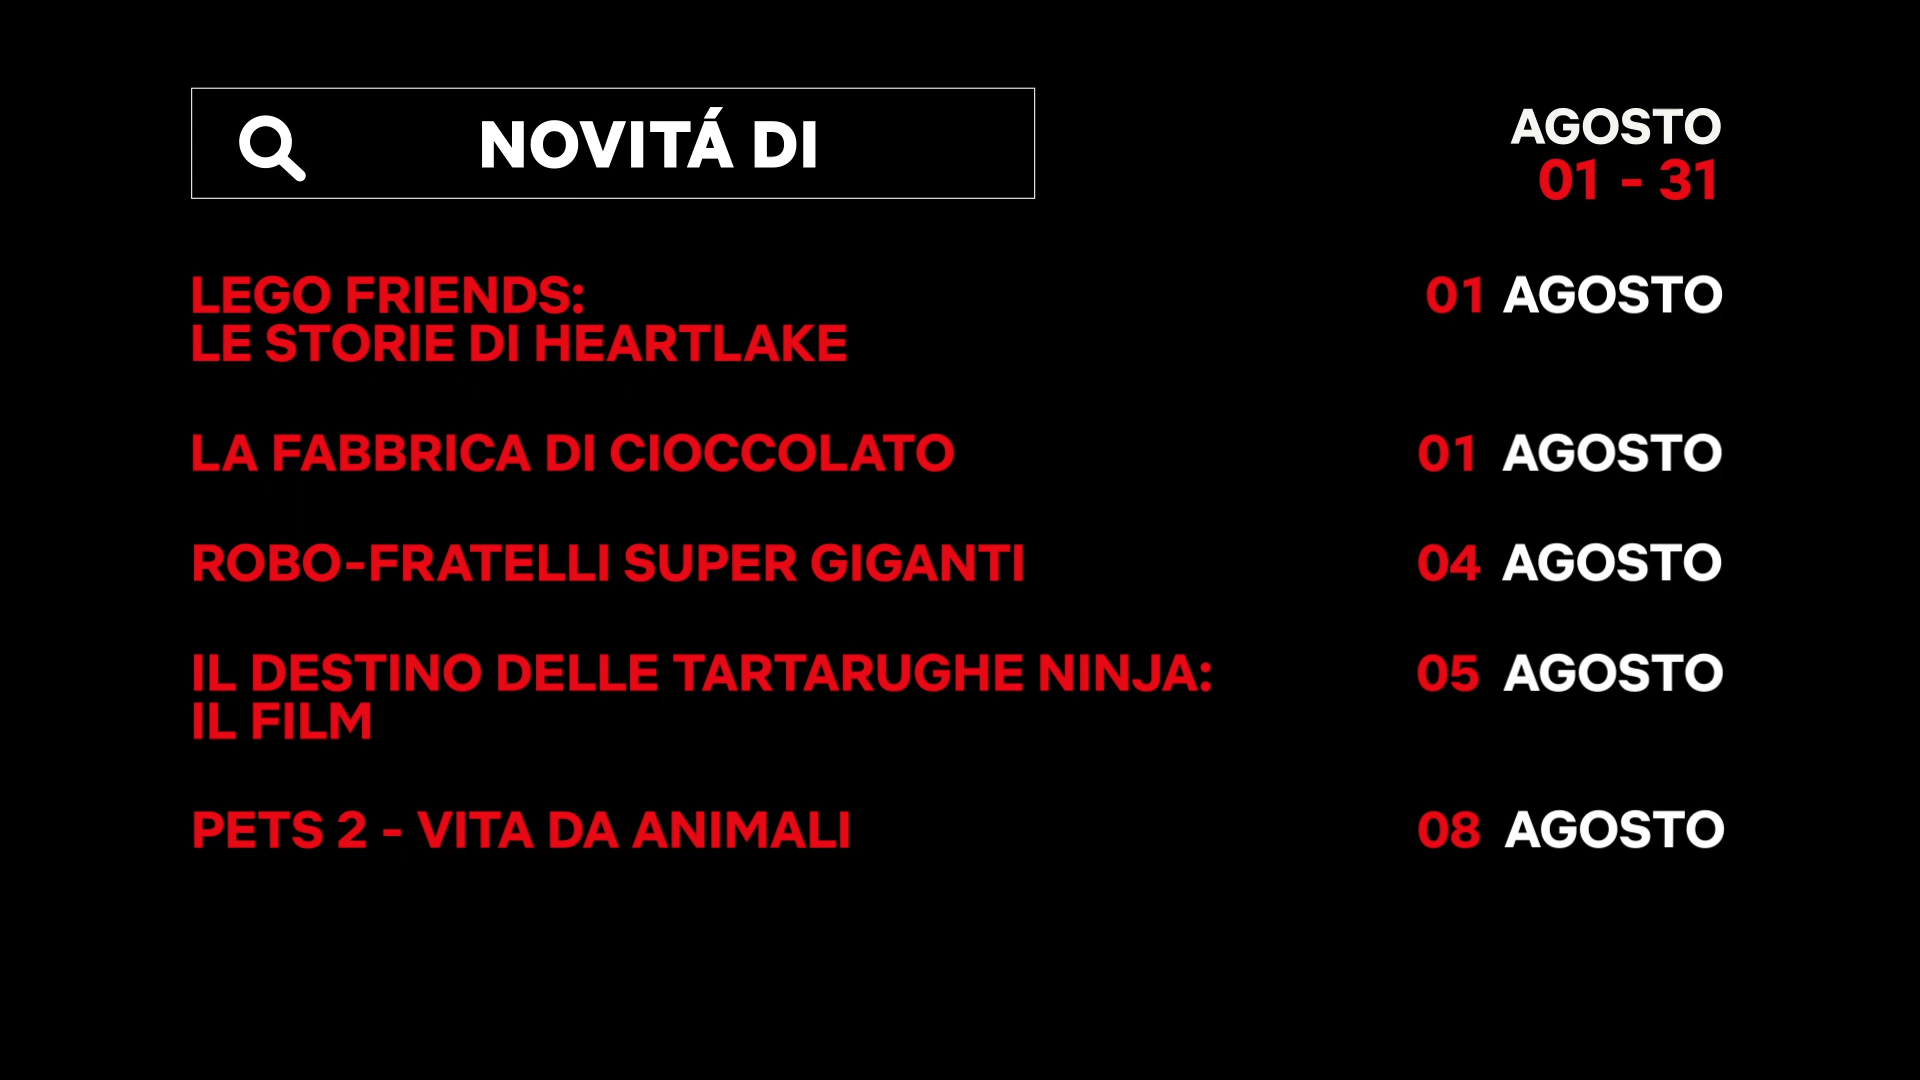 NOVITÁ DI
AGOSTO
01 - 31
LEGO FRIENDS:
LE STORIE DI HEARTLAKE
01 AGOSTO
LA FABBRICA DI CIOCCOLATO
01 AGOSTO
ROBO-FRATELLI SUPER GIGANTI
04 AGOSTO
IL DESTINO DELLE TARTARUGHE NINJA:
IL FILM
05 AGOSTO
PETS 2 - VITA DA ANIMALI
08 AGOSTO